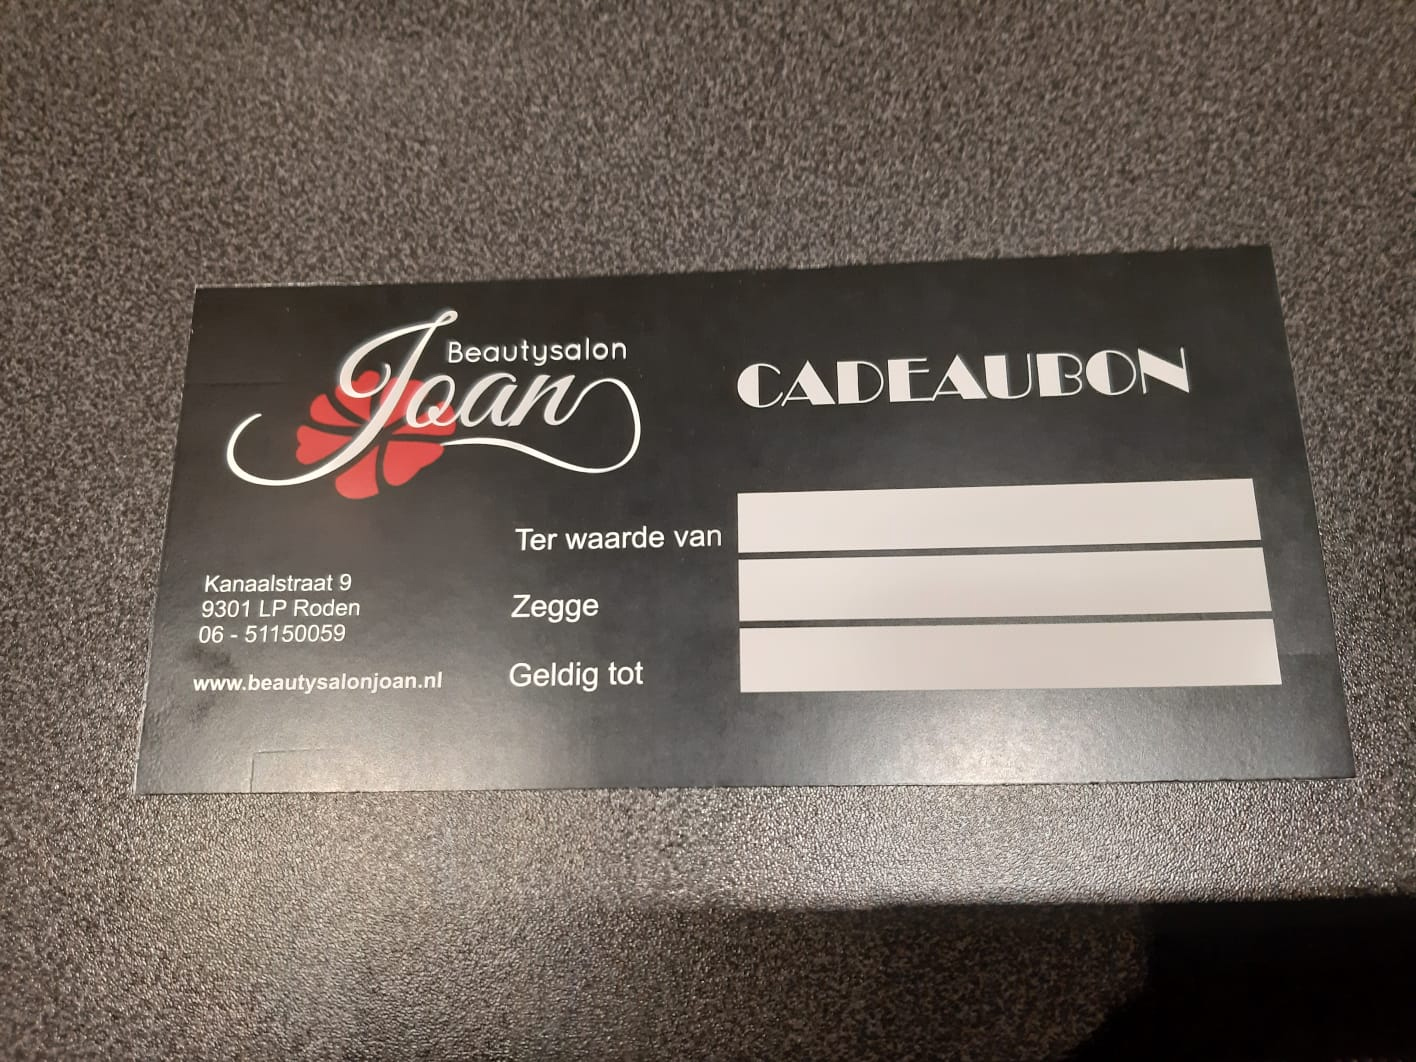 Beautysalon
Joan
CADEAUBON
Ter waarde van
Zegge
Geldig tot
Kanaalstraat 9
9301 LP Roden
06 - 51150059
www.beautysalonjoan.nl